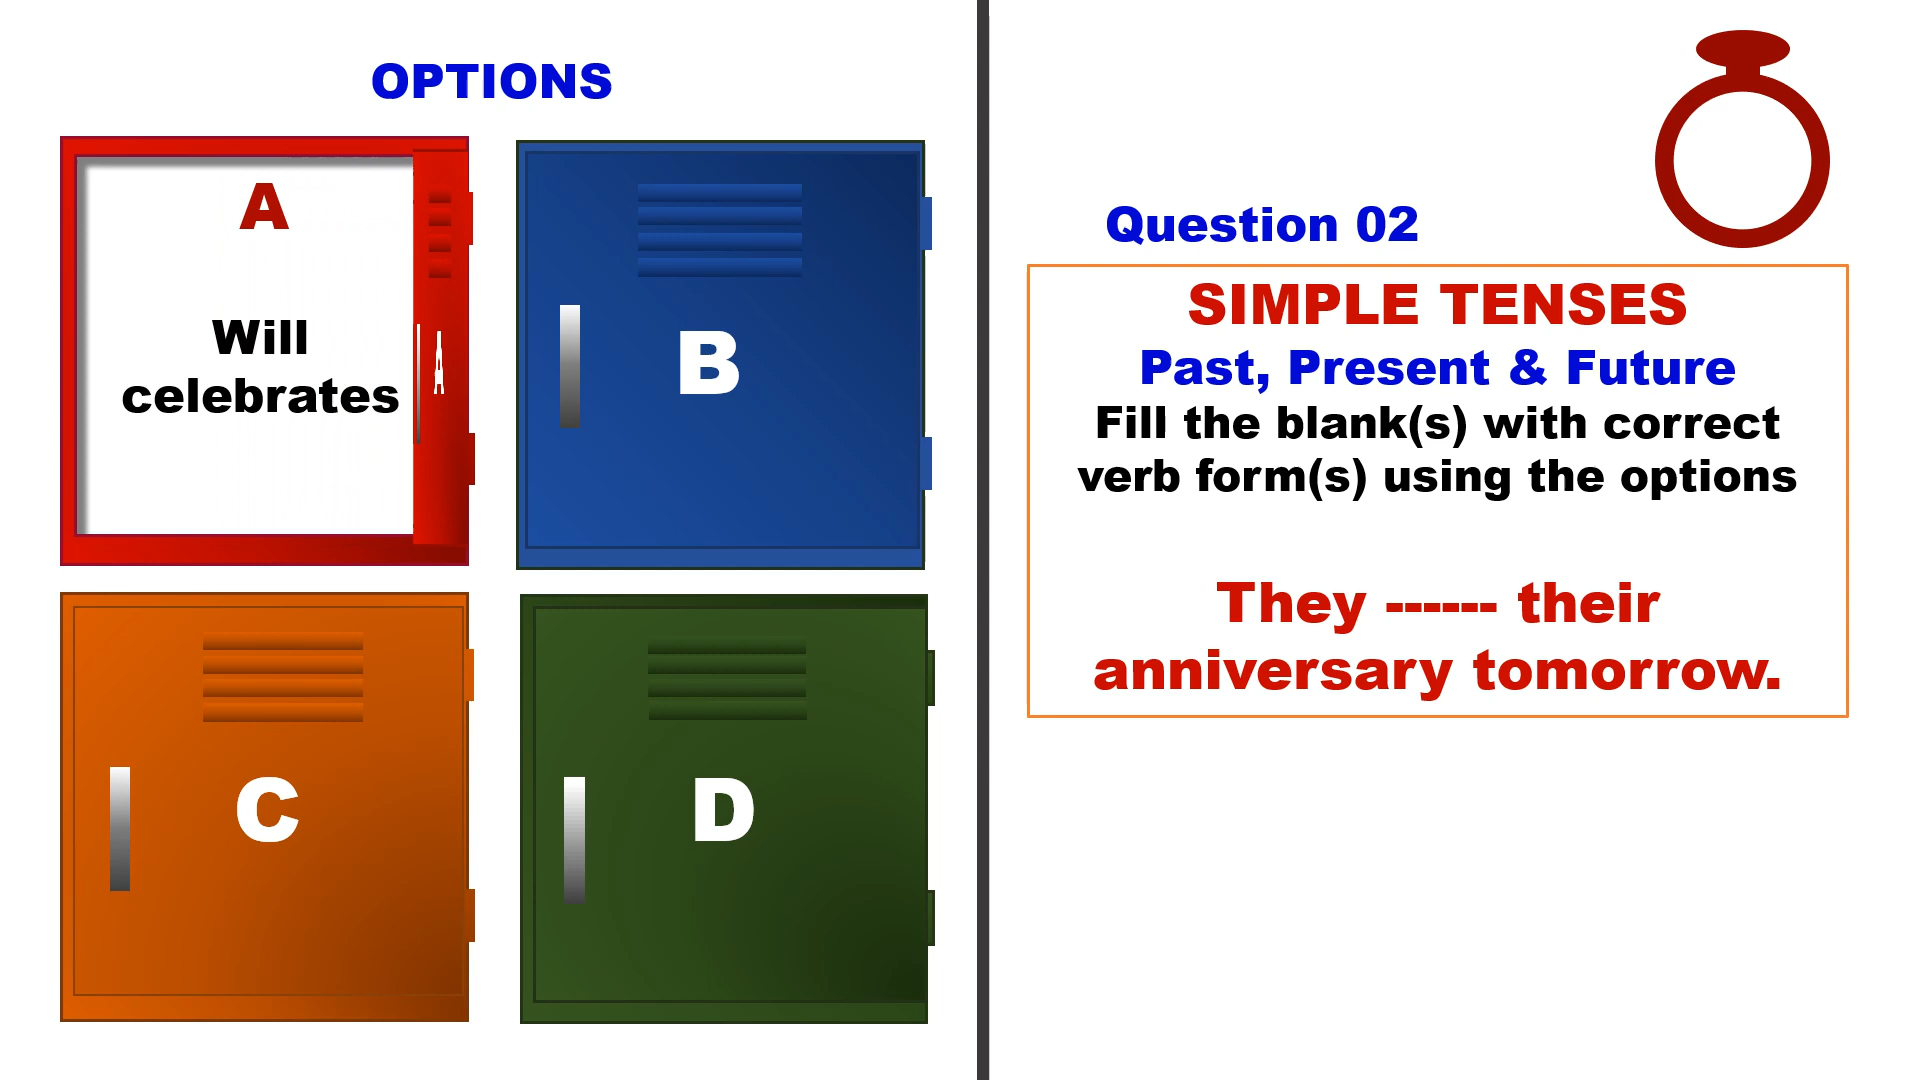 OPTIONS
A
Will
celebrates
A
B
C
D
Question 02
SIMPLE TENSES
Past, Present & Future
Fill the blank(s) with correct
verb form(s) using the options
They ------ their
anniversary tomorrow.